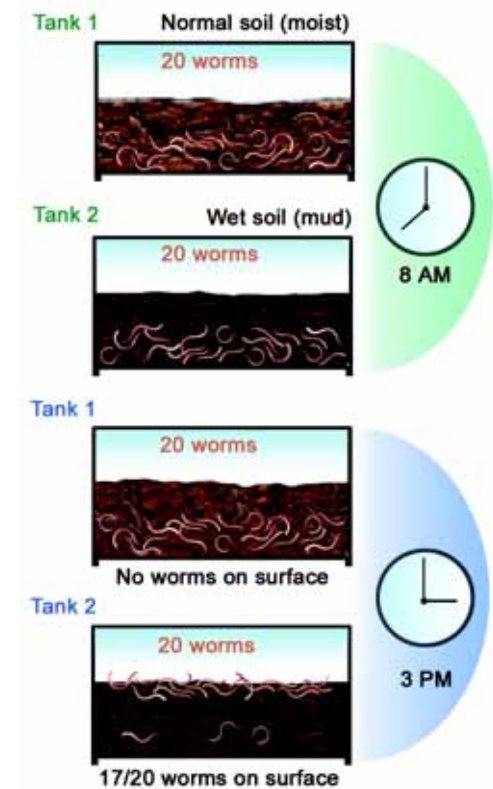 Tank 1
Normal soil (moist)
20 worms
Tank 2
Wet soil (mud)
20 worms
8 AM
Tank 1
20 worms
No worms on surface
Tank 2
20 worms
3 PM
17/20 worms on surface